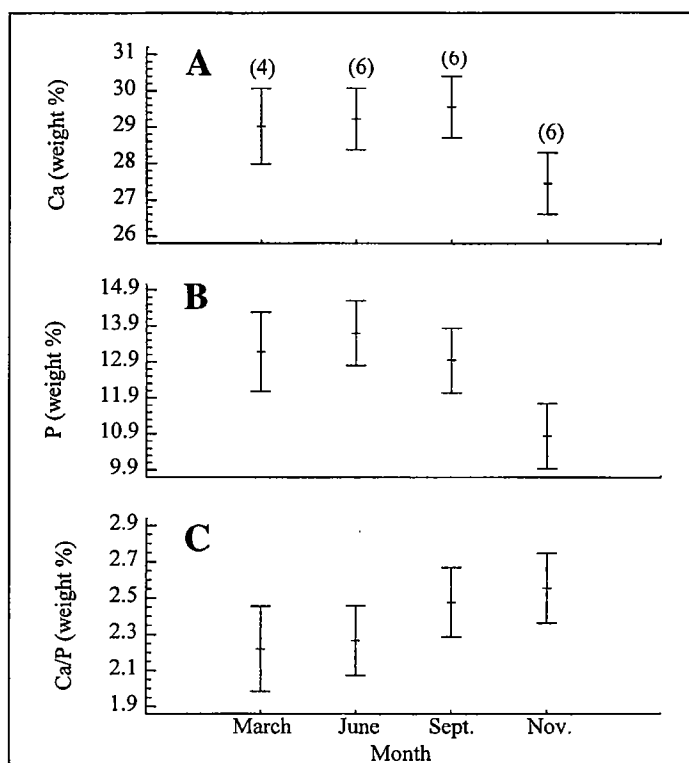 A
(4)
(6)
(6)
(6)
31
30
29
28
27
26
Ca (weight %)
B
14.9
13.9
12.9
11.9
10.9
9.9
P (weight %)
C
2.9
2.7
2.5
2.3
2.1
1.9
Ca/P (weight %)
March June Sept. Nov.
Month